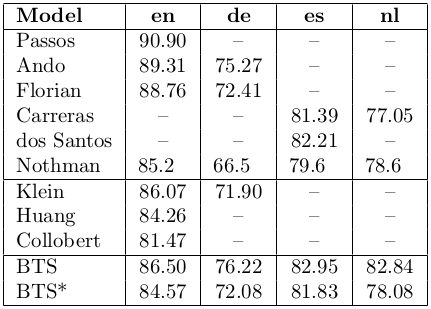 Model en de es nl
Passos 90.90 – – –
Ando 89.31 75.27 – –
Florian 88.76 72.41 – –
Carreras – – 81.39 77.05
dos Santos – – 82.21 –
Nothman 85.2 66.5 79.6 78.6
Klein 86.07 71.90 – –
Huang 84.26 – – –
Collobert 81.47 – – –
BTS 86.50 76.22 82.95 82.84
BTS* 84.57 72.08 81.83 78.08